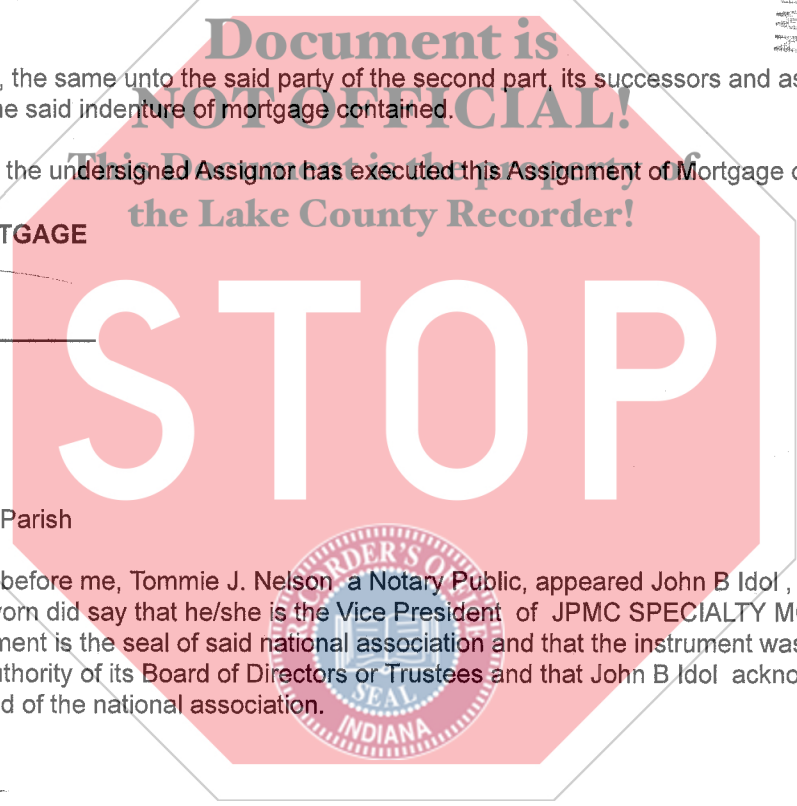 Document is
, the same unto the said party of the second part, its successors and as
NOT OFFICIAL!
e said indenture of mortgage contained.
This Document is the property of
the undersigned Assignor has executed this Assignment of Mortgage o
the Lake County Recorder!
TGAGE
STOP
Parish
before me, Tommie J. Nelson a Notary Public, appeared John B Idol ,
orn did say that he/she is the Vice President of JPMC SPECIALTY M
ment is the seal of said national association and that the instrument was
thority of its Board of Directors or Trustees and that John B Idol ackno
d of the national association.
RECORDER'S OFFICE
SEAL
INDIANA